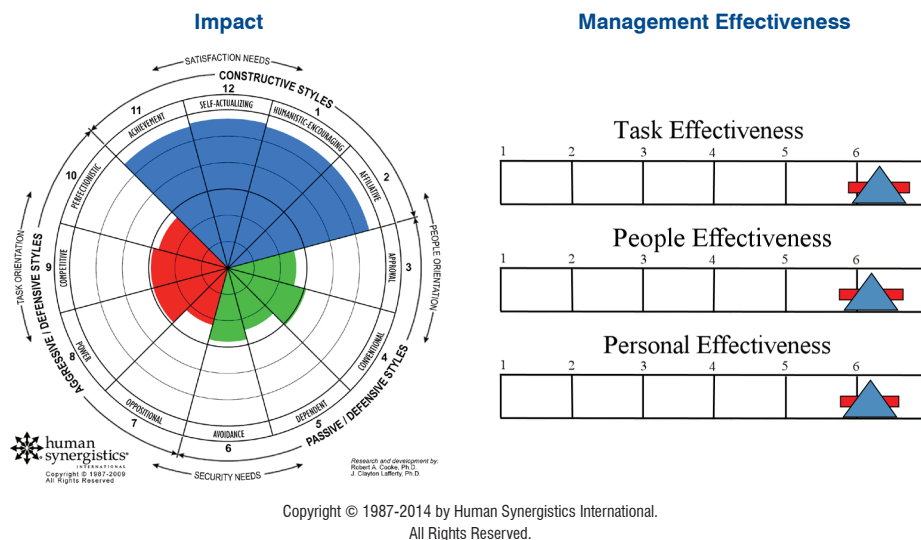 Impact
Management Effectiveness
SATISFACTION NEEDS
CONSTRUCTIVE STYLES
12
SELF-ACTUALIZING
11
ACHIEVEMENT
1
HUMANISTIC-ENCOURAGING
10
PERFECTIONISTIC
2
AFFILIATIVE
TASK ORIENTATION
PEOPLE ORIENTATION
9
COMPETITIVE
APPROVAL
3
8
POWER
CONVENTIONAL
4
AGGRESSIVE / DEFENSIVE STYLES
PASSIVE / DEFENSIVE STYLES
OPPOSITIONAL
7
AVOIDANCE
6
DEPENDENT
5
SECURITY NEEDS
human
synergistics®
INTERNATIONAL
Copyright © 1987-2009
All Rights Reserved
Research and development by:
Robert A. Cooke, Ph.D.
J. Clayton Lafferty, Ph.D.
Task Effectiveness
1 2 3 4 5 6
People Effectiveness
1 2 3 4 5 6
Personal Effectiveness
1 2 3 4 5 6
Copyright © 1987-2014 by Human Synergistics International.
All Rights Reserved.